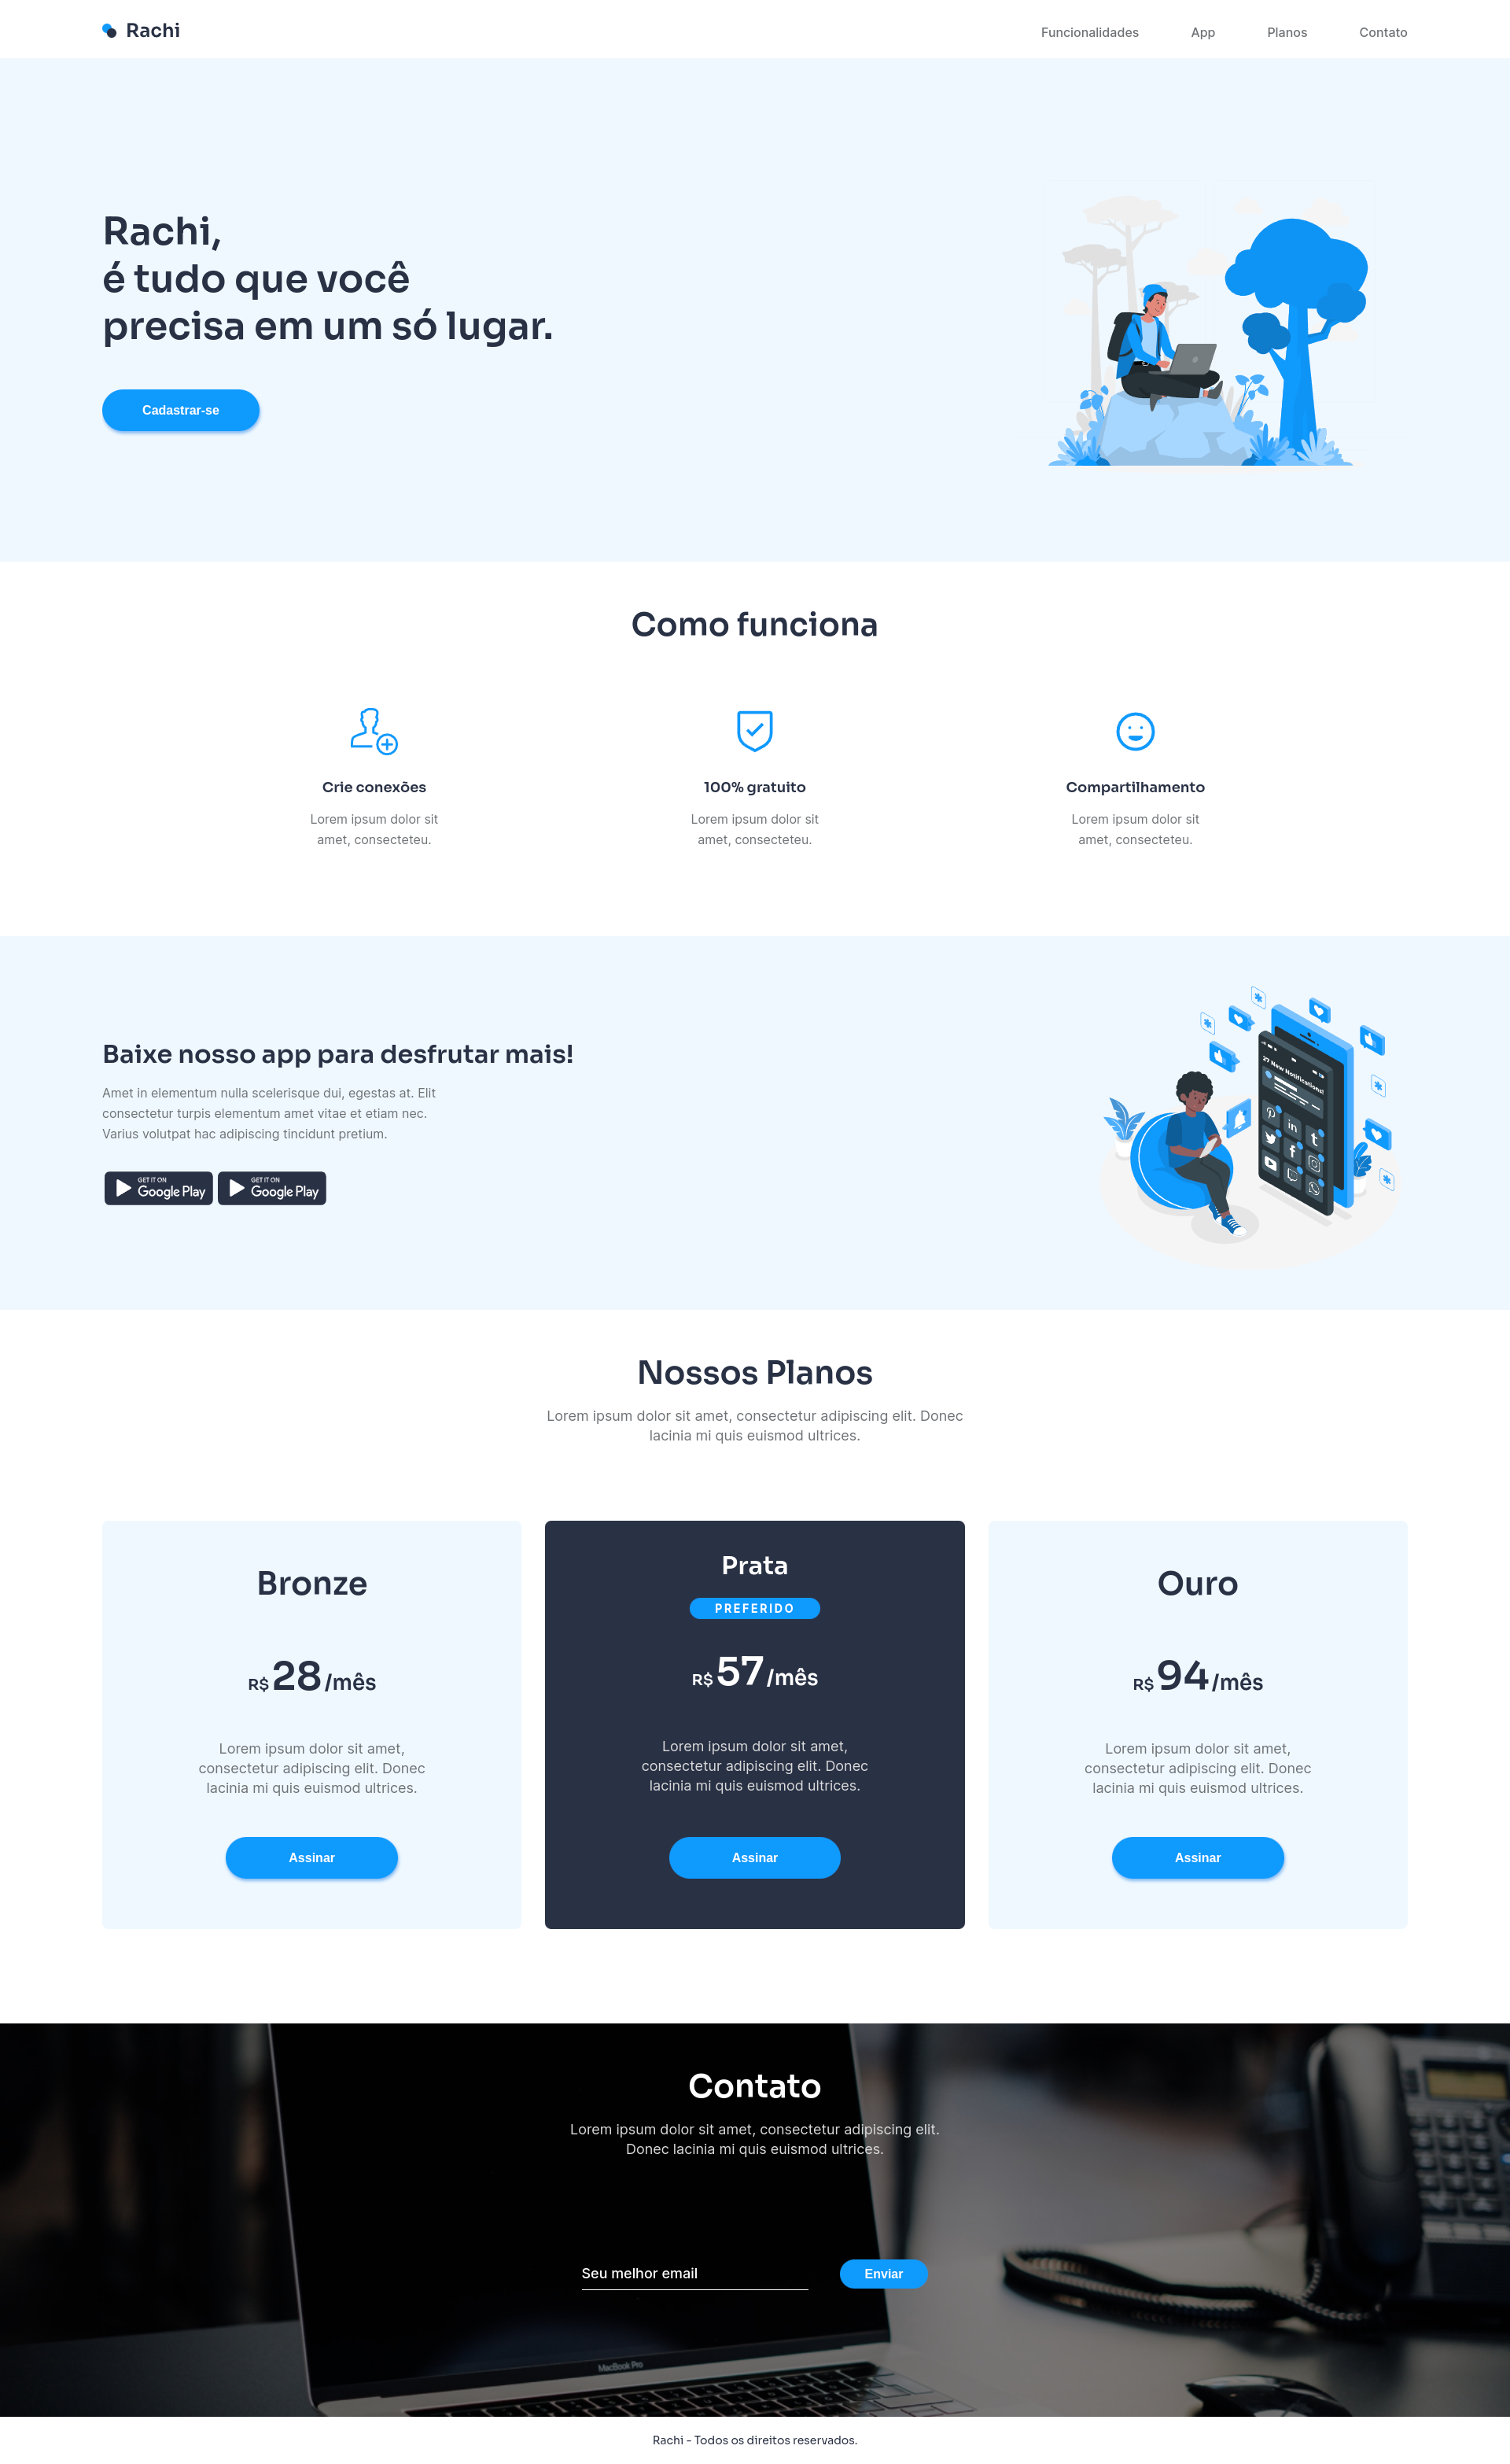 Rachi
Funcionalidades
App
Planos
Contato
Rachi,
é tudo que você
precisa em um só lugar.
Cadastrar-se
Como funciona
Crie conexões
Lorem ipsum dolor sit
amet, consecteteu.
100% gratuito
Lorem ipsum dolor sit
amet, consecteteu.
Compartilhamento
Lorem ipsum dolor sit
amet, consecteteu.
27 New Notifications!
Baixe nosso app para desfrutar mais!
Amet in elementum nulla scelerisque dui, egestas at. Elit
consectetur turpis elementum amet vitae et etiam nec.
Varius volutpat hac adipiscing tincidunt pretium.
GET IT ON
Google Play
GET IT ON
Google Play
Nossos Planos
Lorem ipsum dolor sit amet, consectetur adipiscing elit. Donec
lacinia mi quis euismod ultrices.
Bronze
R$ 28 /mês
Lorem ipsum dolor sit amet,
consectetur adipiscing elit. Donec
lacinia mi quis euismod ultrices.
Assinar
Prata
PREFERIDO
R$ 57 /mês
Lorem ipsum dolor sit amet,
consectetur adipiscing elit. Donec
lacinia mi quis euismod ultrices.
Assinar
Ouro
R$ 94 /mês
Lorem ipsum dolor sit amet,
consectetur adipiscing elit. Donec
lacinia mi quis euismod ultrices.
Assinar
Contato
Lorem ipsum dolor sit amet, consectetur adipiscing elit.
Donec lacinia mi quis euismod ultrices.
Seu melhor email
Enviar
MacBook Pro
Rachi - Todos os direitos reservados.